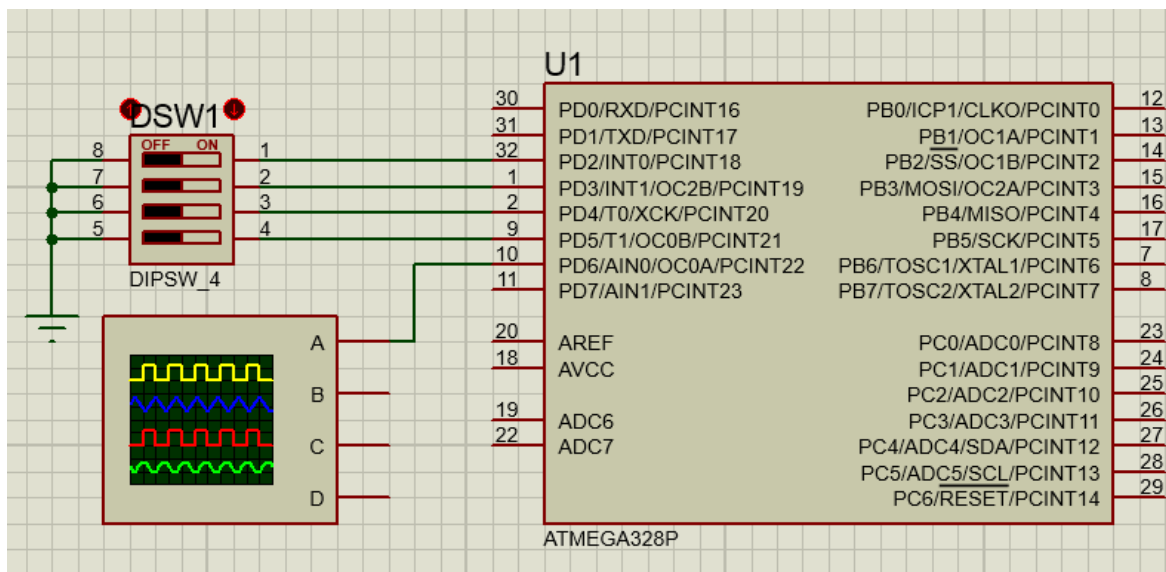 U1
DSW1
OFF ON
8 1
7 2
6 3
5 4
DIPSW_4
A
B
C
D
30 PD0/RXD/PCINT16 PB0/ICP1/CLKO/PCINT0 12
31 PD1/TXD/PCINT17 PB1/OC1A/PCINT1 13
32 PD2/INT0/PCINT18 PB2/SS/OC1B/PCINT2 14
1 PD3/INT1/OC2B/PCINT19 PB3/MOSI/OC2A/PCINT3 15
2 PD4/T0/XCK/PCINT20 PB4/MISO/PCINT4 16
9 PD5/T1/OC0B/PCINT21 PB5/SCK/PCINT5 17
10 PD6/AIN0/OC0A/PCINT22 PB6/TOSC1/XTAL1/PCINT6 7
11 PD7/AIN1/PCINT23 PB7/TOSC2/XTAL2/PCINT7 8
20 AREF PC0/ADC0/PCINT8 23
18 AVCC PC1/ADC1/PCINT9 24
PC2/ADC2/PCINT10 25
19 ADC6 PC3/ADC3/PCINT11 26
22 ADC7 PC4/ADC4/SDA/PCINT12 27
PC5/ADC5/SCL/PCINT13 28
PC6/RESET/PCINT14 29
ATMEGA328P